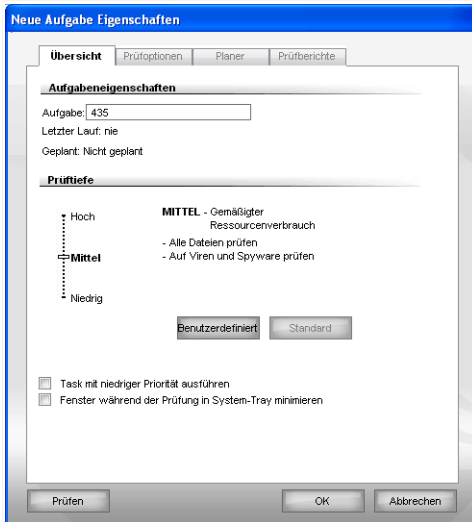 Neue Aufgabe Eigenschaften
Übersicht Prüfoptionen Planer Prüfberichte
Aufgabeneigenschaften
Aufgabe: 435
Letzter Lauf: nie
Geplant: Nicht geplant
Prüftiefe
Hoch
Mittel
Niedrig
MITTEL - Gemäßigter
Ressourcenverbrauch
- Alle Dateien prüfen
- Auf Viren und Spyware prüfen
Benutzerdefiniert Standard
Task mit niedriger Priorität ausführen
Fenster während der Prüfung in System-Tray minimieren
Prüfen OK Abbrechen